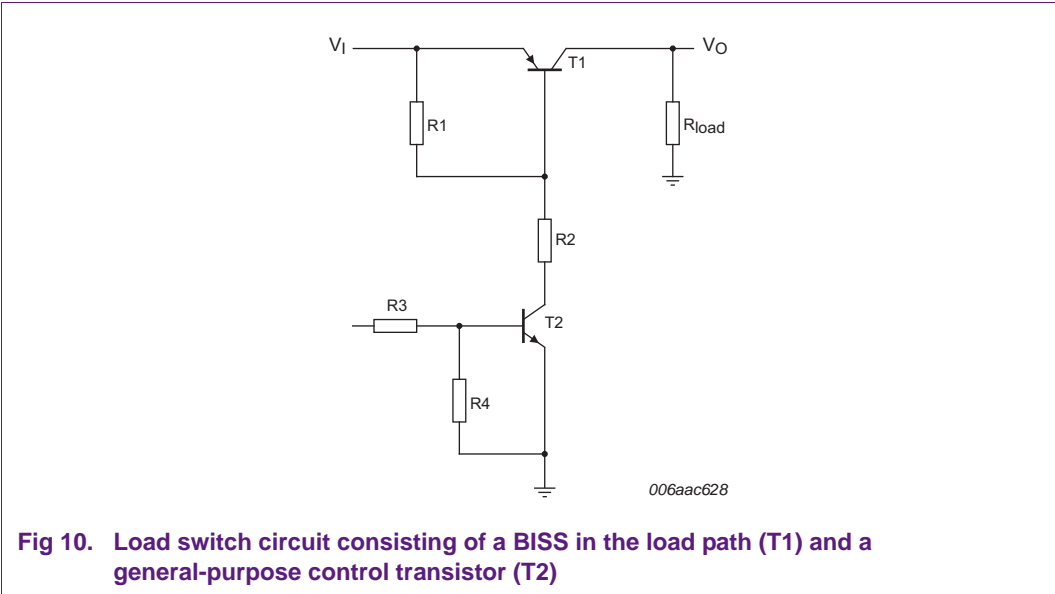 VI
VO
T1
R1
Rload
R2
R3
T2
R4
006aac628
Fig 10. Load switch circuit consisting of a BISS in the load path (T1) and a
general-purpose control transistor (T2)